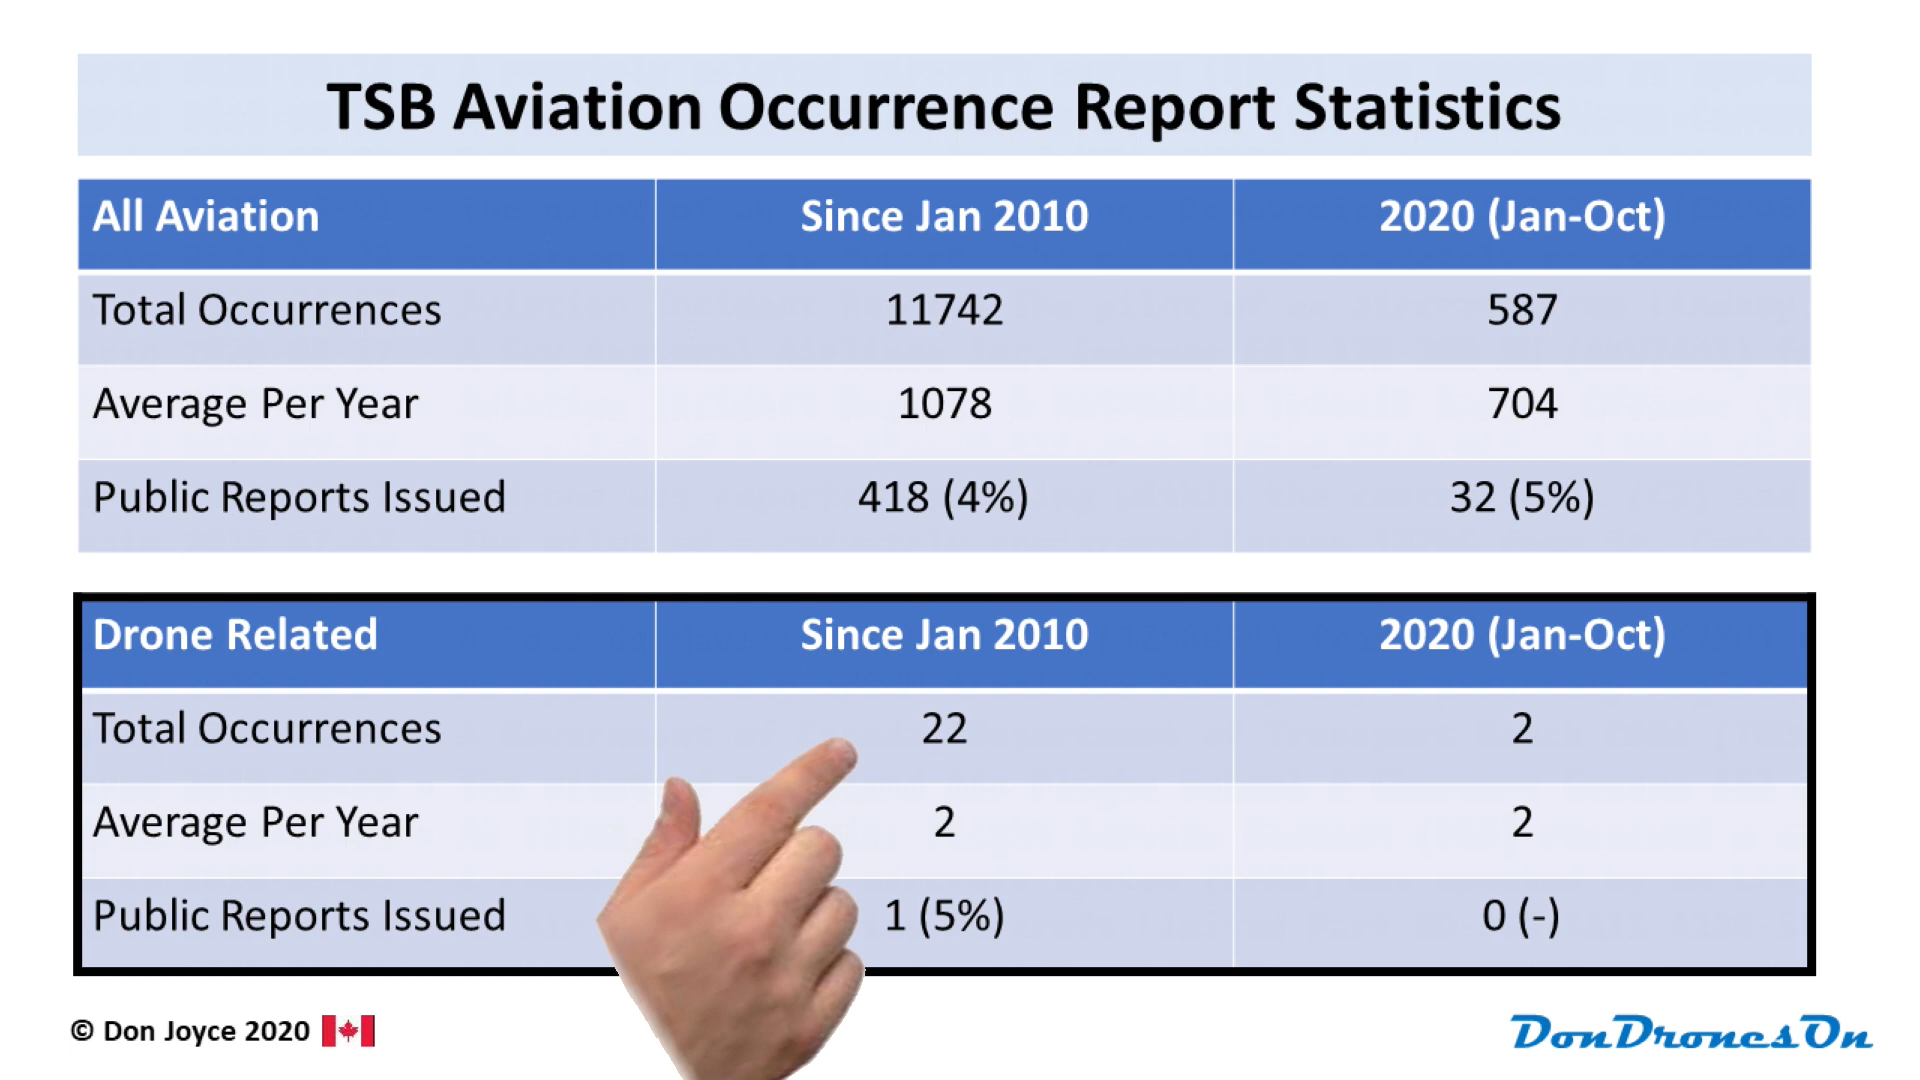 TSB Aviation Occurrence Report Statistics
All Aviation Since Jan 2010 2020 (Jan-Oct)
Total Occurrences 11742 587
Average Per Year 1078 704
Public Reports Issued 418 (4%) 32 (5%)
Drone Related Since Jan 2010 2020 (Jan-Oct)
Total Occurrences 22 2
Average Per Year 2 2
Public Reports Issued 1 (5%) 0 (-)
© Don Joyce 2020
DonDronesOn